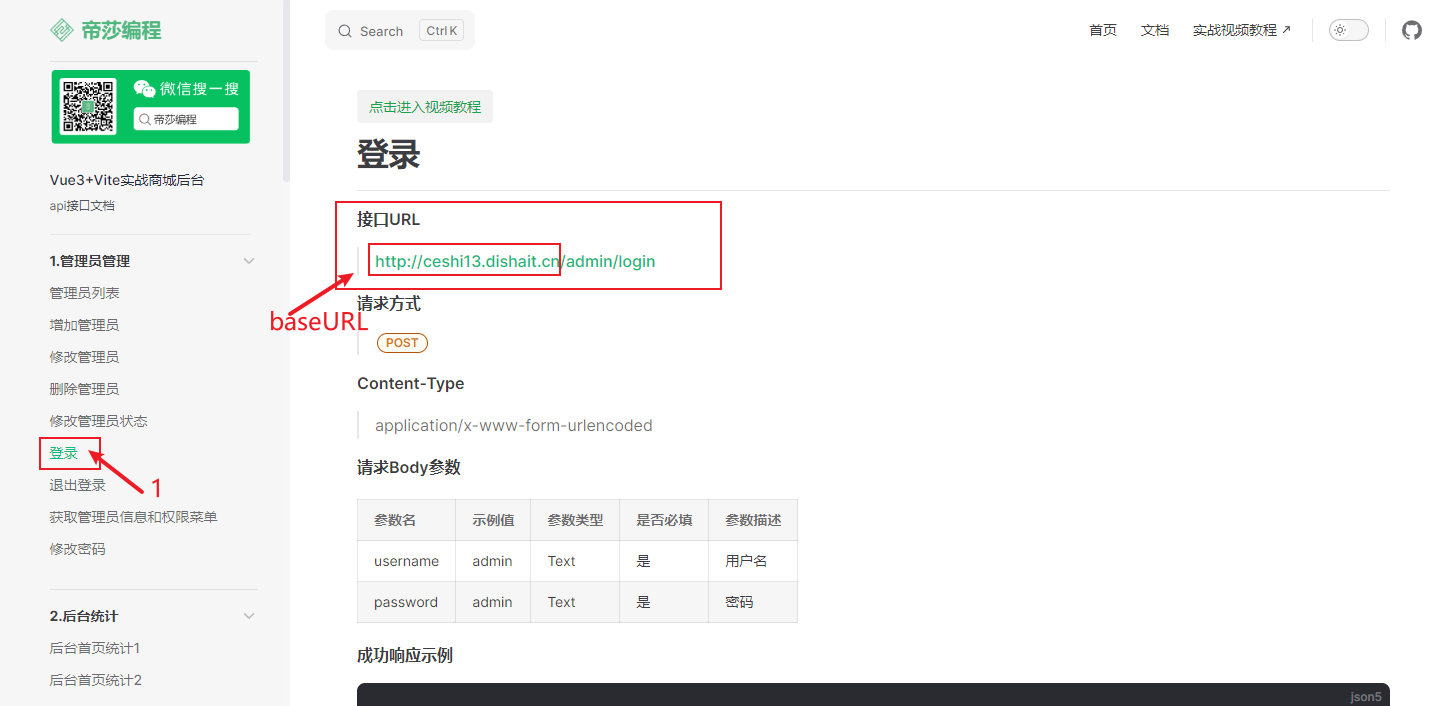 帝莎编程
微信搜一搜
帝莎编程
Vue3+Vite实战商城后台
api接口文档
1.管理员管理
管理员列表
增加管理员
修改管理员
删除管理员
修改管理员状态
登录
1
退出登录
获取管理员信息和权限菜单
修改密码
2.后台统计
后台首页统计1
后台首页统计2
Search Ctrl K
首页 文档 实战视频教程
点击进入视频教程
登录
接口URL
http://ceshi13.dishait.cn/admin/login
baseURL
请求方式
POST
Content-Type
application/x-www-form-urlencoded
请求Body参数
参数名 示例值 参数类型 是否必填 参数描述
username admin Text 是 用户名
password admin Text 是 密码
成功响应示例
json5